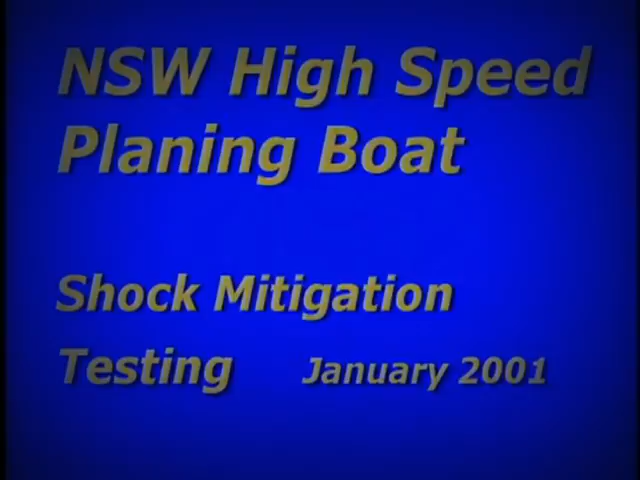 NSW High Speed
Planing Boat
Shock Mitigation
Testing January 2001